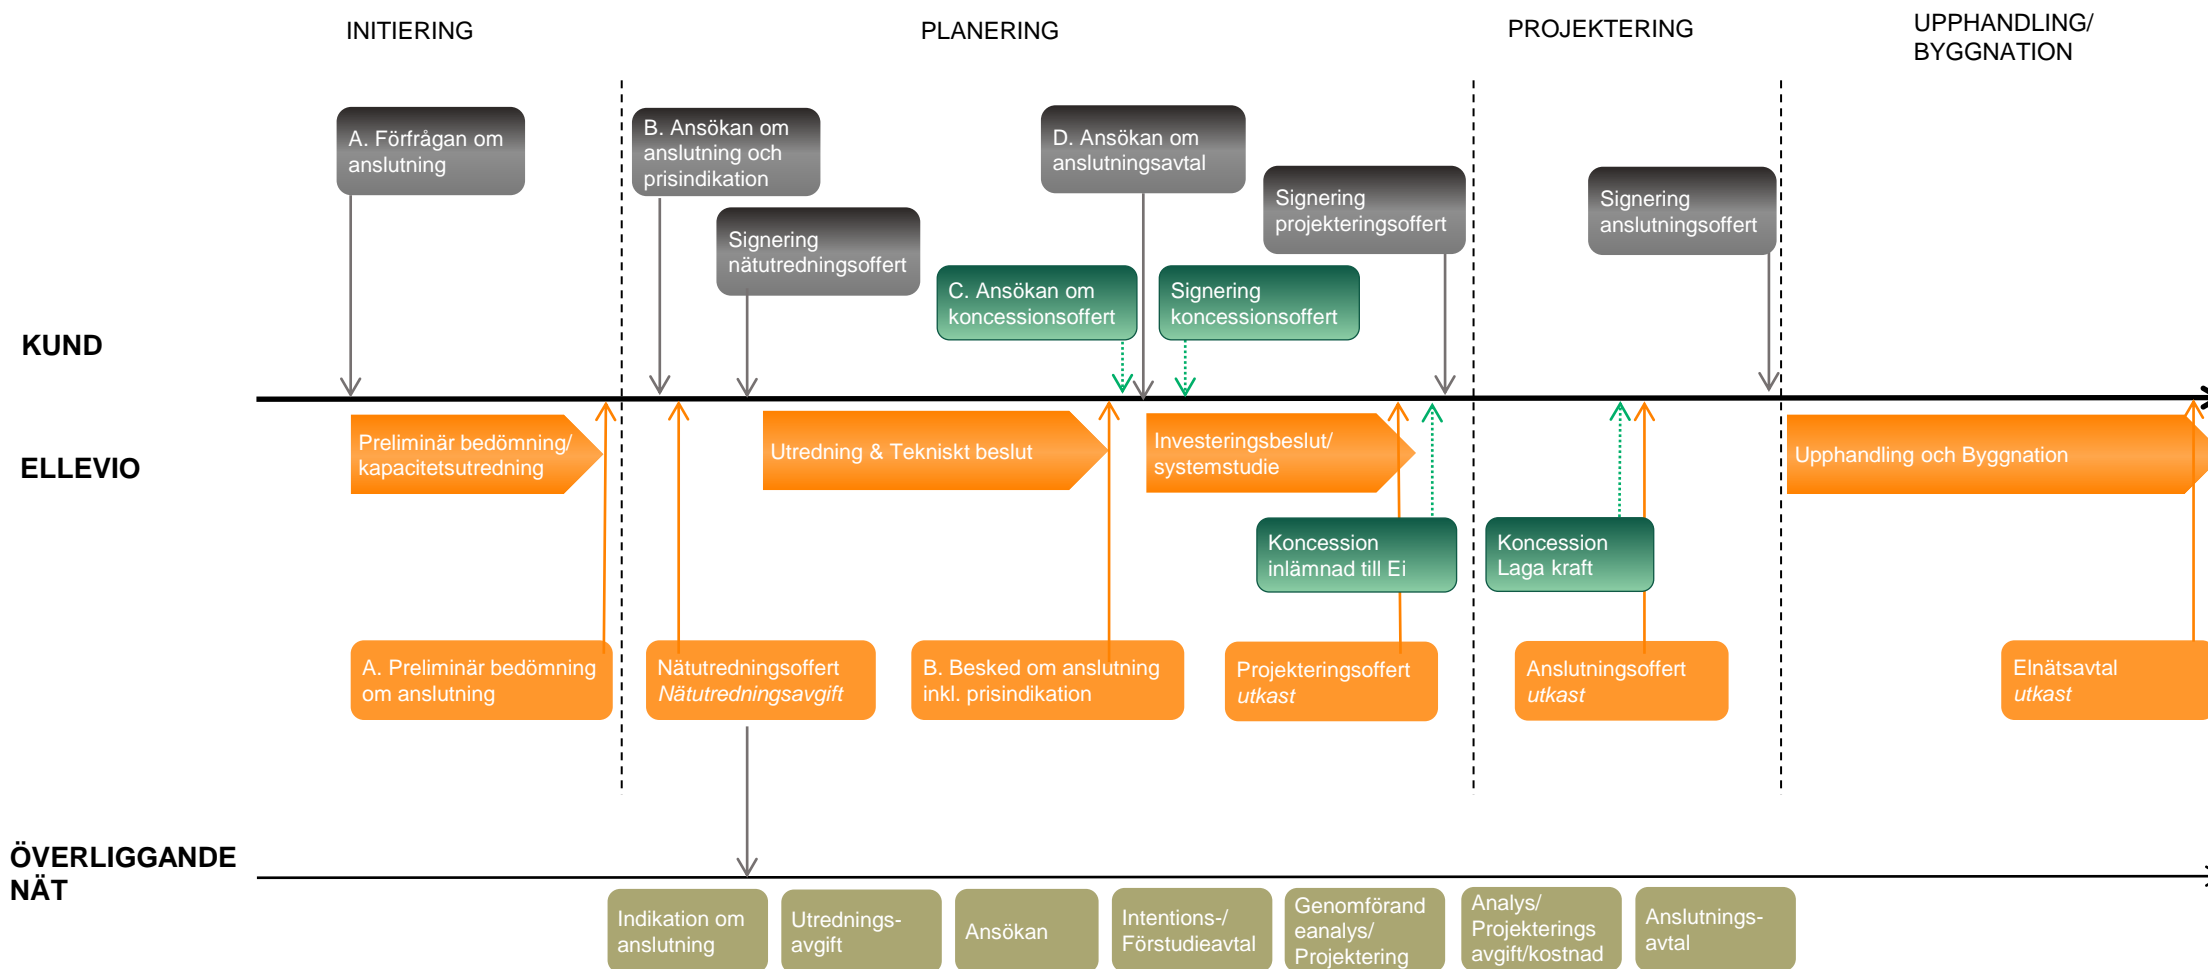 INITIERING
PLANERING
PROJEKTERING
UPPHANDLING/
BYGGNATION
A. Förfrågan om
anslutning
B. Ansökan om
anslutning och
prisindikation
Signering
nätutredningsoffert
D. Ansökan om
anslutningsavtal
C. Ansökan om
koncessionsoffert
Signering
koncessionsoffert
Signering
projekteringsoffert
Signering
anslutningsoffert
KUND
ELLEVIO
Preliminär bedömning/
kapacitetsutredning
Utredning & Tekniskt beslut
Investeringsbeslut/
systemstudie
Upphandling och Byggnation
Koncession
inlämnad till Ei
Koncession
Laga kraft
A. Preliminär bedömning
om anslutning
Nätutredningsoffert
Nätutredningsavgift
B. Besked om anslutning
inkl. prisindikation
Projekteringsoffert
utkast
Anslutningsoffert
utkast
Elnätsavtal
utkast
ÖVERLIGGANDE
NÄT
Indikation om
anslutning
Utrednings-
avgift
Ansökan
Intentions-/
Förstudieavtal
Genomförand
eanalys/
Projektering
Analys/
Projekterings
avgift/kostnad
Anslutnings-
avtal